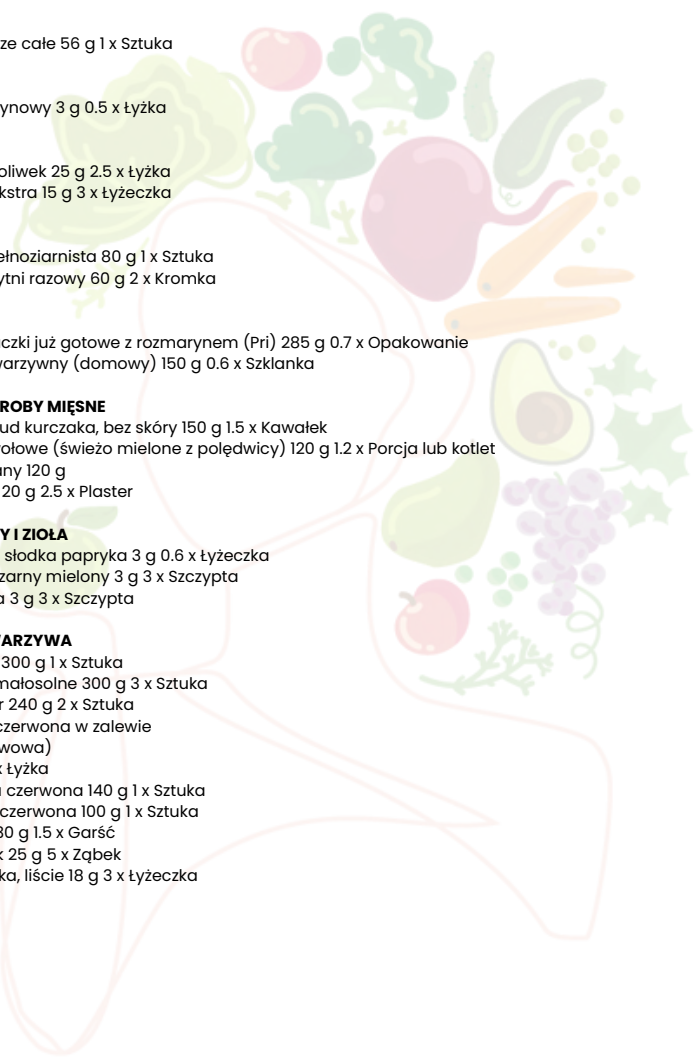 ze całe 56 g 1 x Sztuka
ynowy 3 g 0.5 x Łyżka
oliwek 25 g 2.5 x Łyżka
kstra 15 g 3 x Łyżeczka
ełnoziarnista 80 g 1 x Sztuka
ytni razowy 60 g 2 x Kromka
czki już gotowe z rozmarynem (Pri) 285 g 0.7 x Opakowanie
varzywny (domowy) 150 g 0.6 x Szklanka
ROBY MIĘSNE
ud kurczaka, bez skóry 150 g 1.5 x Kawałek
ołowe (świeżo mielone z polędwicy) 120 g 1.2 x Porcja lub kotlet
any 120 g
20 g 2.5 x Plaster
Y I ZIOŁA
słodka papryka 3 g 0.6 x Łyżeczka
zarny mielony 3 g 3 x Szczypta
a 3 g 3 x Szczypta
ARZYWA
300 g 1 x Sztuka
małosolne 300 g 3 x Sztuka
r 240 g 2 x Sztuka
czerwona w zalewie
wowa)
x Łyżka
a czerwona 140 g 1 x Sztuka
czerwona 100 g 1 x Sztuka
30 g 1.5 x Garść
k 25 g 5 x Ząbek
ka, liście 18 g 3 x Łyżeczka